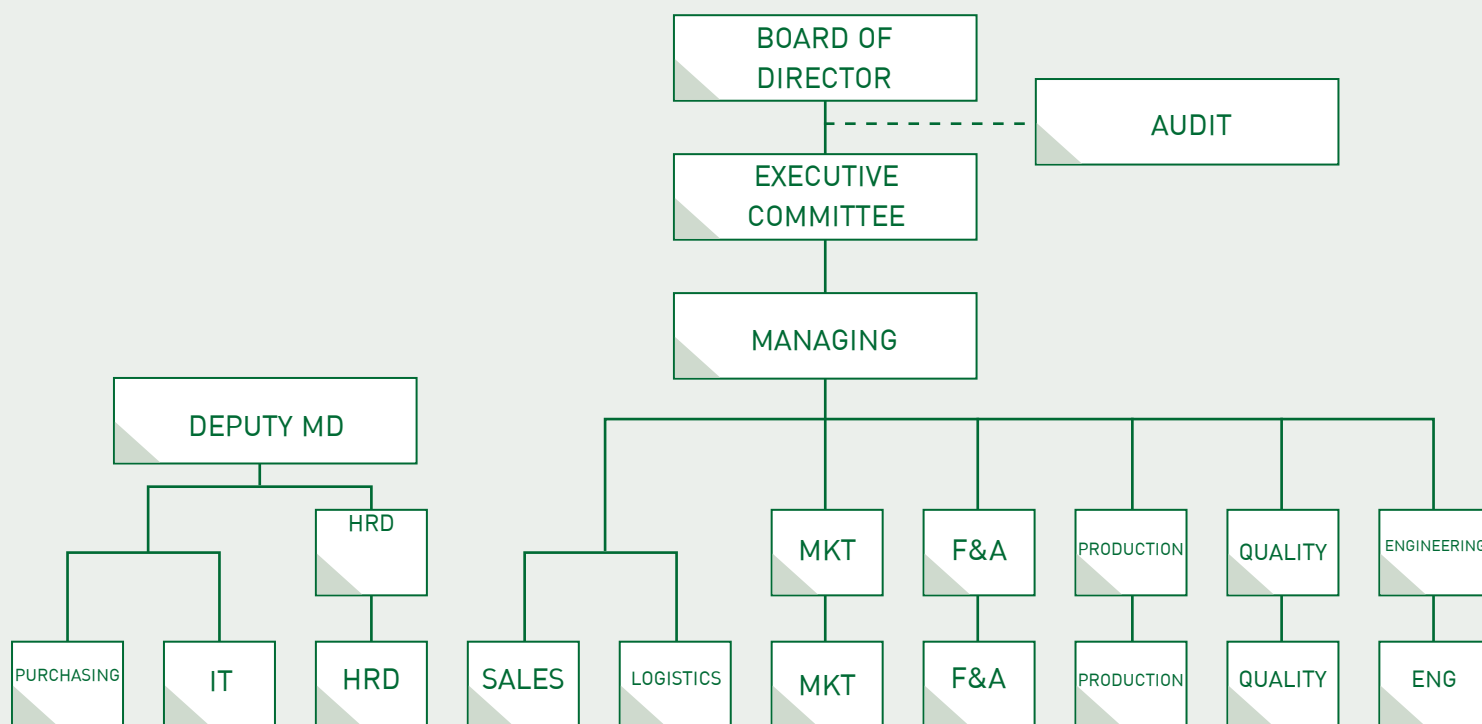 BOARD OF
DIRECTOR
AUDIT
EXECUTIVE
COMMITTEE
MANAGING
DEPUTY MD
HRD
MKT
F&A
PRODUCTION
QUALITY
ENGINEERING
PURCHASING
IT
HRD
SALES
LOGISTICS
MKT
F&A
PRODUCTION
QUALITY
ENG